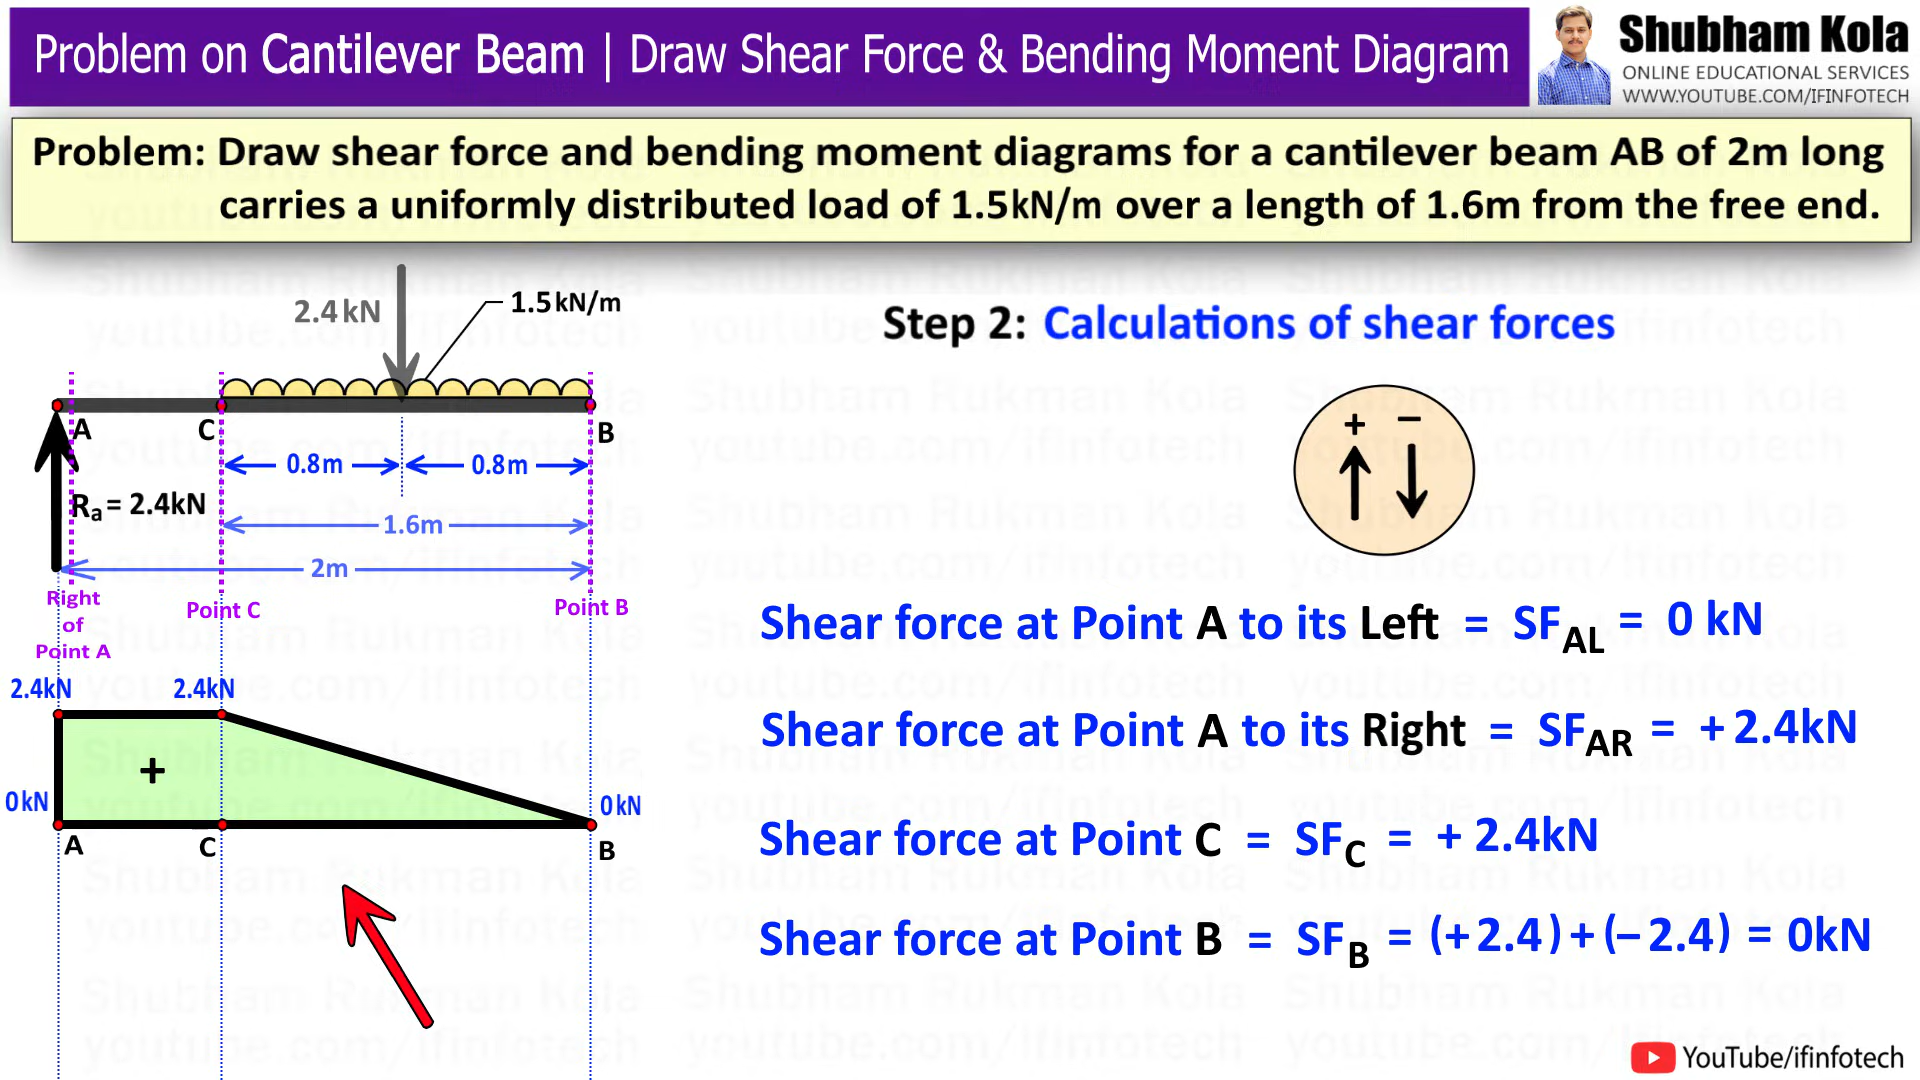 Problem on Cantilever Beam | Draw Shear Force & Bending Moment Diagram
Shubham Kola
ONLINE EDUCATIONAL SERVICES
WWW.YOUTUBE.COM/IFINFOTECH
Problem: Draw shear force and bending moment diagrams for a cantilever beam AB of 2m long
carries a uniformly distributed load of 1.5kN/m over a length of 1.6m from the free end.
2.4kN
1.5kN/m
A
C
B
0.8m
0.8m
Ra = 2.4kN
1.6m
2m
Right
of
Point A
Point C
Point B
2.4kN
2.4kN
+
0kN
0kN
A
C
B
Step 2: Calculations of shear forces
+ −
Shear force at Point A to its Left = SFAL = 0 kN
Shear force at Point A to its Right = SFAR = +2.4kN
Shear force at Point C = SFC = +2.4kN
Shear force at Point B = SFB = (+2.4)+(−2.4) = 0kN
YouTube/ifinfotech
Shubham Rukman Kola
youtube.com/ifinfotech